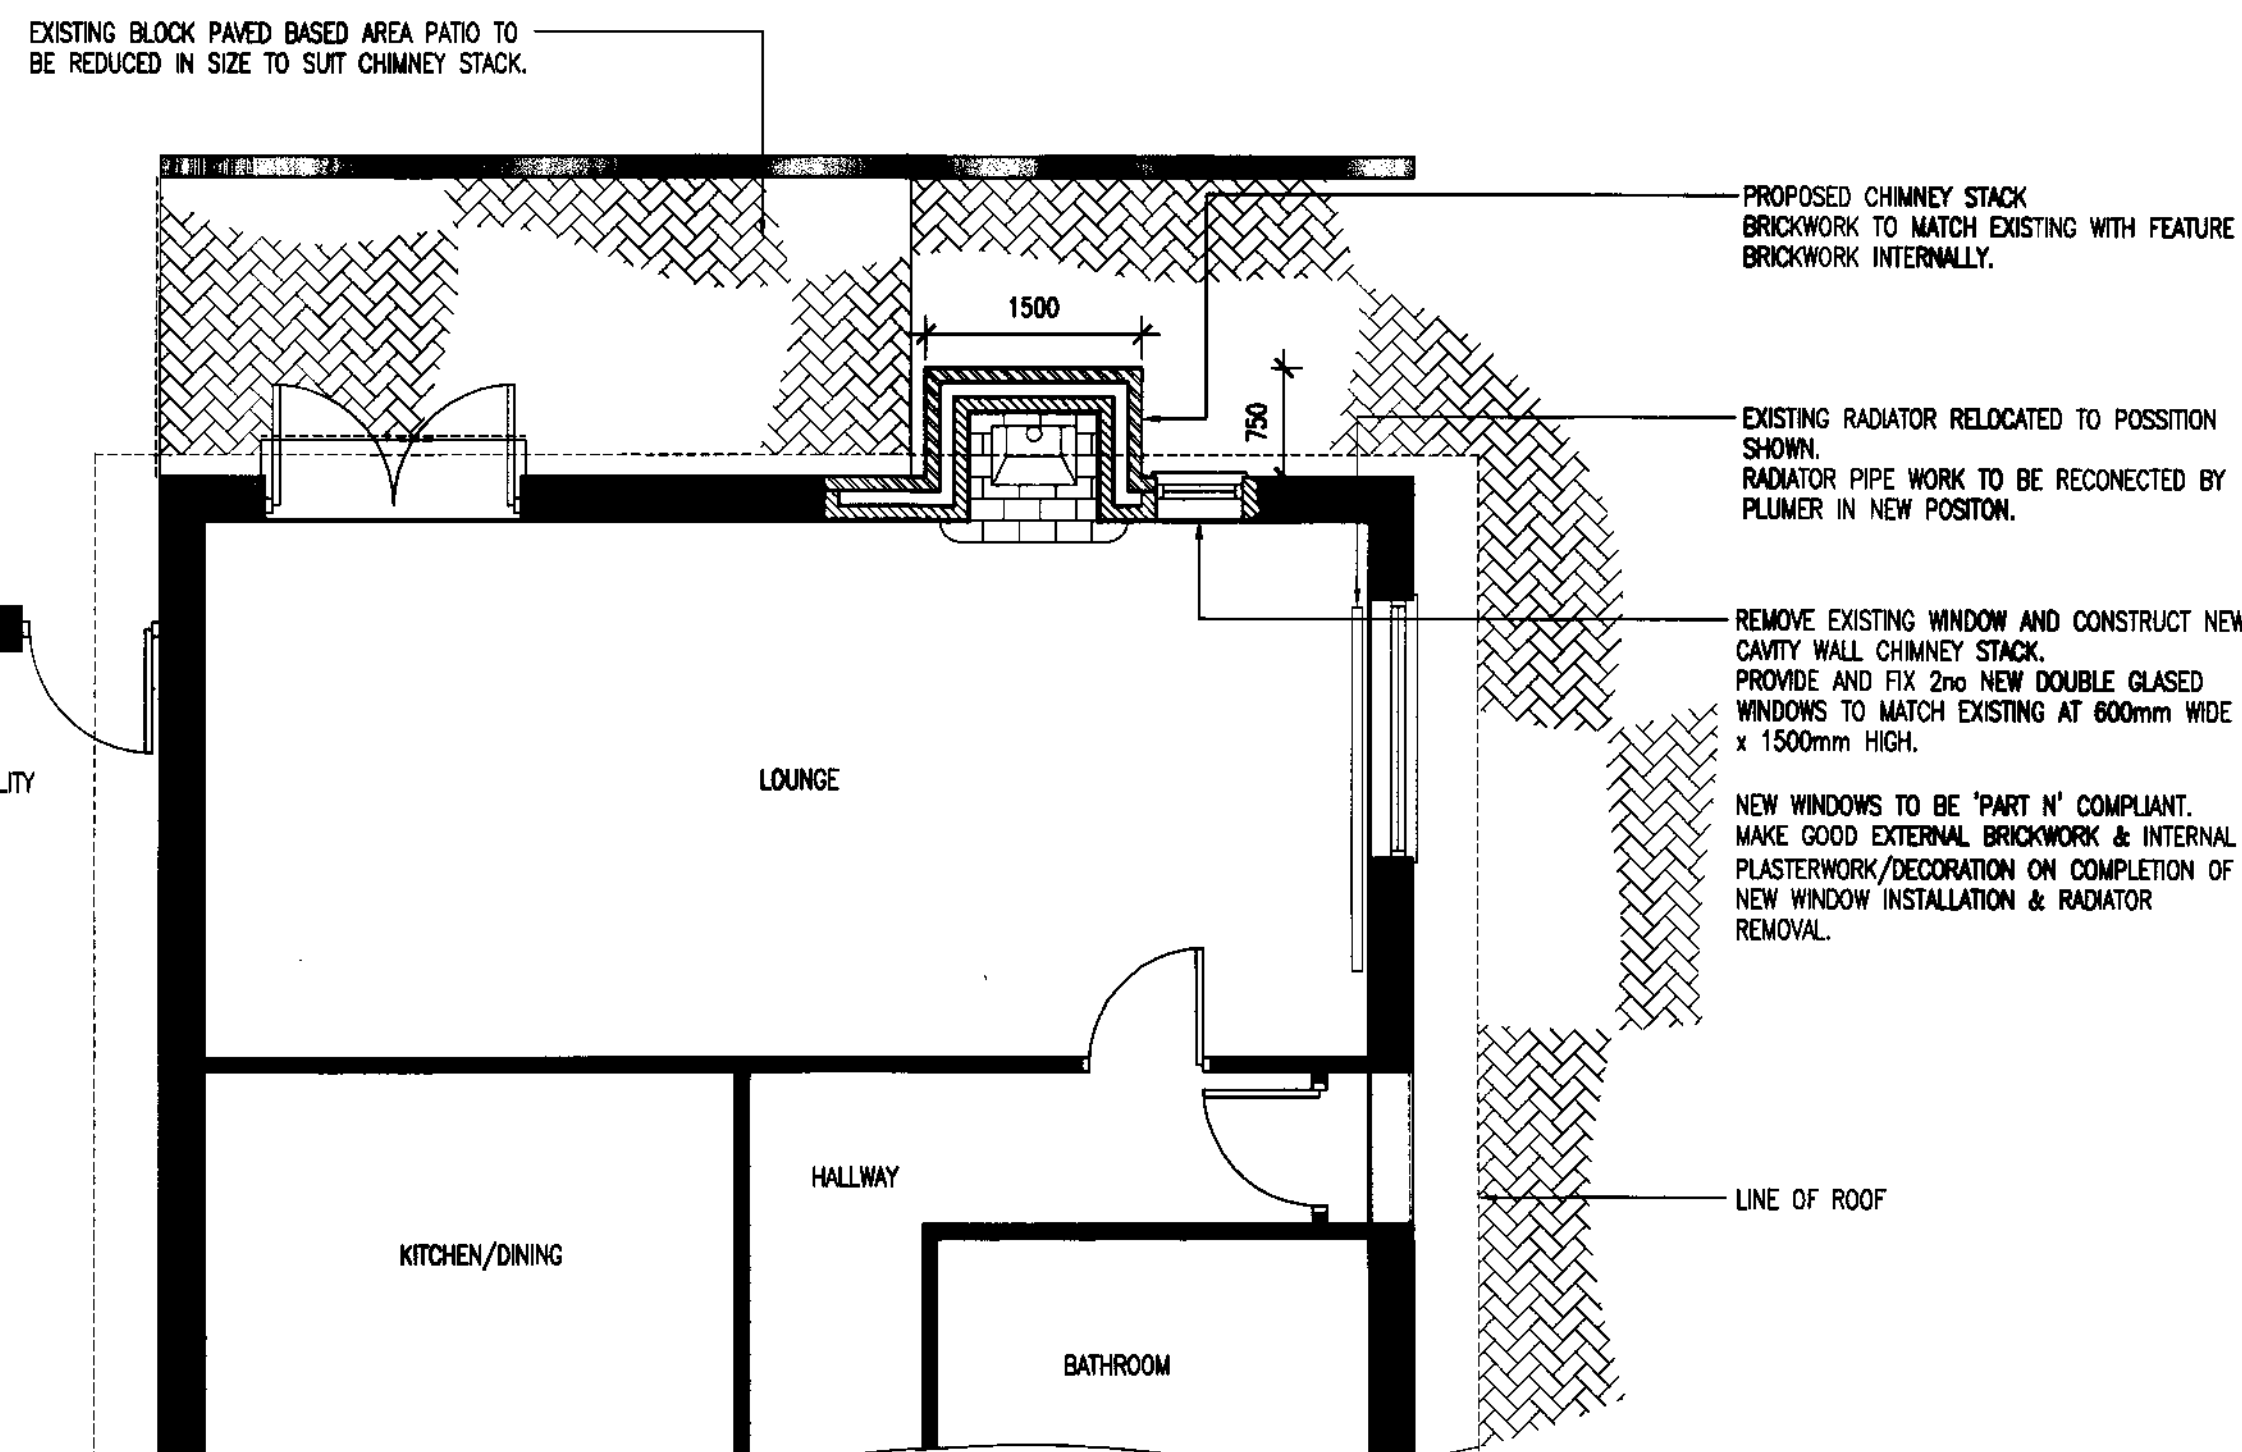 EXISTING BLOCK PAVED BASED AREA PATIO TO
BE REDUCED IN SIZE TO SUIT CHIMNEY STACK.
PROPOSED CHIMNEY STACK
BRICKWORK TO MATCH EXISTING WITH FEATURE
BRICKWORK INTERNALLY.
1500
750
EXISTING RADIATOR RELOCATED TO POSSITION
SHOWN.
RADIATOR PIPE WORK TO BE RECONECTED BY
PLUMER IN NEW POSITON.
REMOVE EXISTING WINDOW AND CONSTRUCT NEW
CAVITY WALL CHIMNEY STACK.
PROVIDE AND FIX 2no NEW DOUBLE GLASED
WINDOWS TO MATCH EXISTING AT 600mm WIDE
x 1500mm HIGH.
NEW WINDOWS TO BE 'PART N' COMPLIANT.
MAKE GOOD EXTERNAL BRICKWORK & INTERNAL
PLASTERWORK/DECORATION ON COMPLETION OF
NEW WINDOW INSTALLATION & RADIATOR
REMOVAL.
LITY
LOUNGE
HALLWAY
LINE OF ROOF
KITCHEN/DINING
BATHROOM